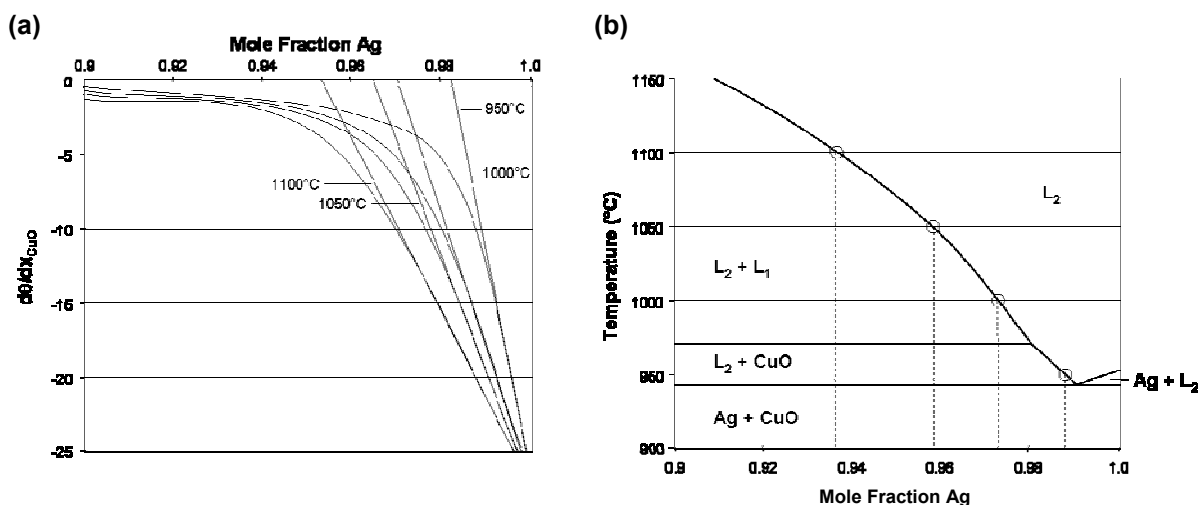 (a)
Mole Fraction Ag
0.9 0.92 0.94 0.96 0.98 1.0
0
-5
-10
-15
-20
-25
dθ/dxCuO
950°C
1000°C
1100°C
1050°C
(b)
1150
1100
1050
1000
950
900
Temperature (°C)
L2
L2 + L1
L2 + CuO
Ag + L2
Ag + CuO
0.9 0.92 0.94 0.96 0.98 1.0
Mole Fraction Ag